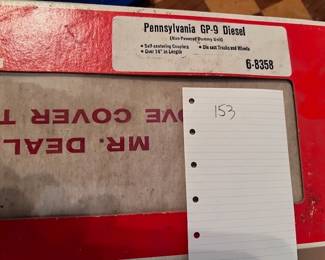 Pennsylvania GP-9 Diesel
(Non-Powered Dummy Unit)
• Self-centering Couplers • Die cast Trucks and Wheels
• Over 14" in Length
6-8358
153
MR. DEAL
OVE COVER T